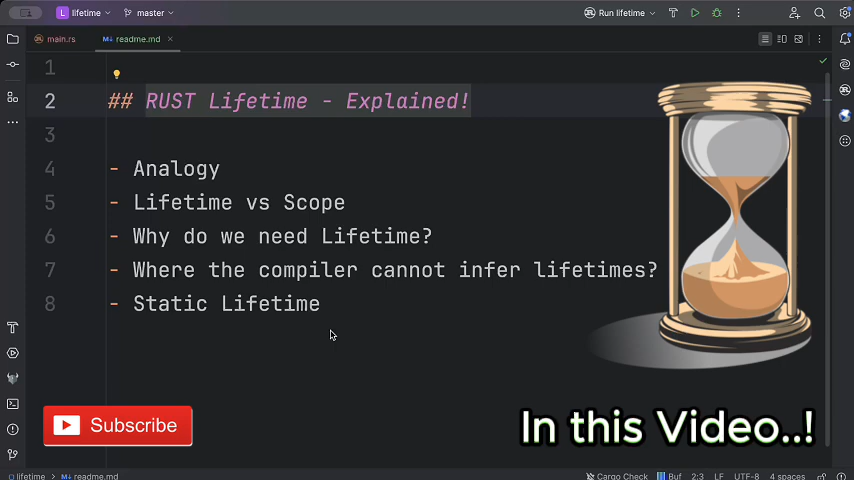 L lifetime
master
Run lifetime
main.rs
readme.md
1
2 ## RUST Lifetime - Explained!
3
4 - Analogy
5 - Lifetime vs Scope
6 - Why do we need Lifetime?
7 - Where the compiler cannot infer lifetimes?
8 - Static Lifetime
Subscribe
In this Video..!
lifetime > readme.md
Cargo Check
Buf
2:3
LF
UTF-8
4 spaces